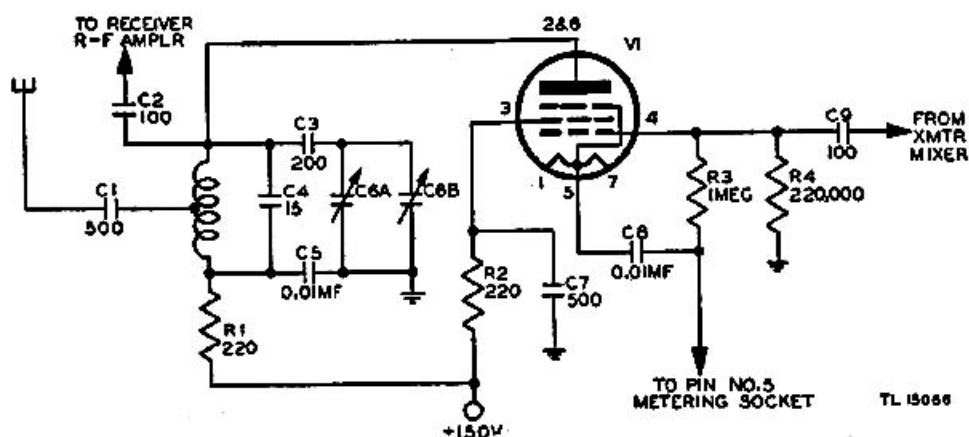 TO RECEIVER
R-F AMPLR
2&6
V1
C2
100
3
4
C9
100
FROM
XMTR
MIXER
C3
200
C1
500
C4
15
C6A
C6B
1
5
7
R3
1MEG
R4
220,000
C5
0.01MF
R2
220
C7
500
C8
0.01MF
R1
220
TO PIN NO.5
METERING SOCKET
TL 15066
+150V